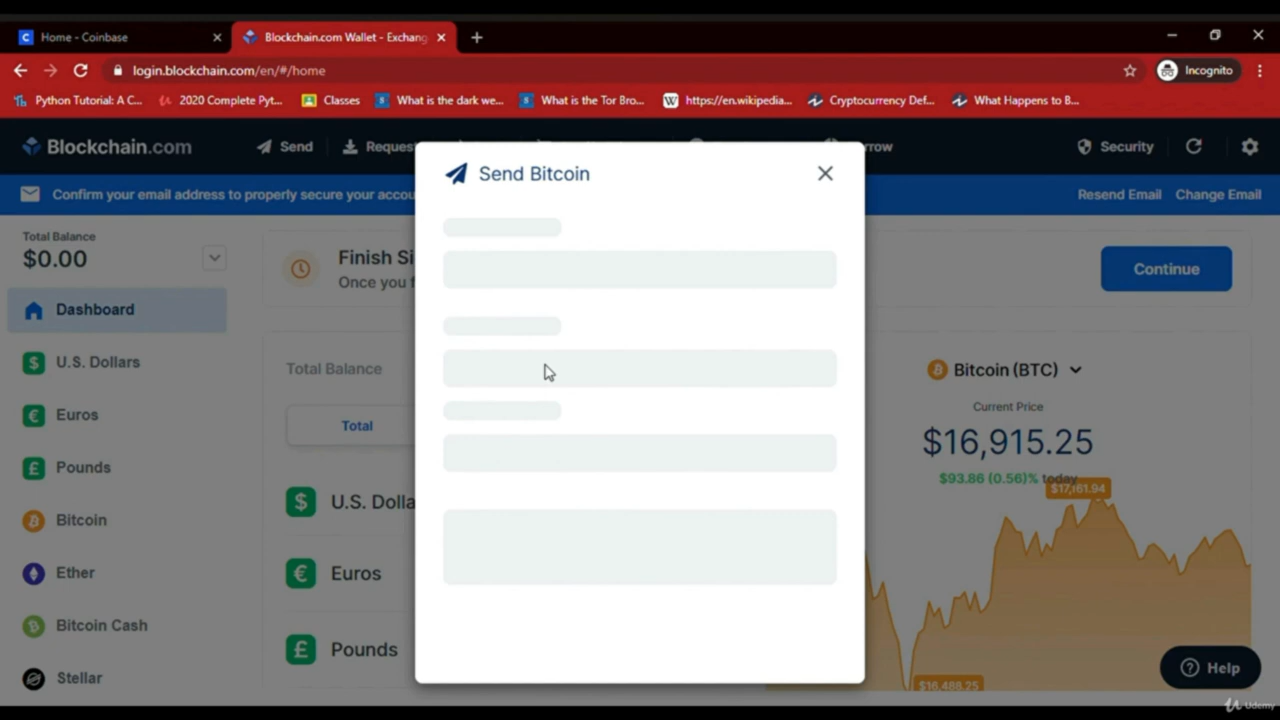 Home - Coinbase
Blockchain.com Wallet - Exchang
login.blockchain.com/en/#/home
Incognito
Python Tutorial: A C...
2020 Complete Pyt...
Classes
What is the dark we...
What is the Tor Bro...
https://en.wikipedia...
Cryptocurrency Def...
What Happens to B...
Blockchain.com
Send
Reques
rrow
Security
Confirm your email address to properly secure your accou
Resend Email
Change Email
Send Bitcoin
Total Balance
$0.00
Finish Si
Once you f
Continue
Dashboard
U.S. Dollars
Euros
Pounds
Bitcoin
Ether
Bitcoin Cash
Stellar
Total Balance
Total
U.S. Dolla
Euros
Pounds
Bitcoin (BTC)
Current Price
$16,915.25
$93.86 (0.56)% today
$17,161.94
$16,488.25
Help
Udemy